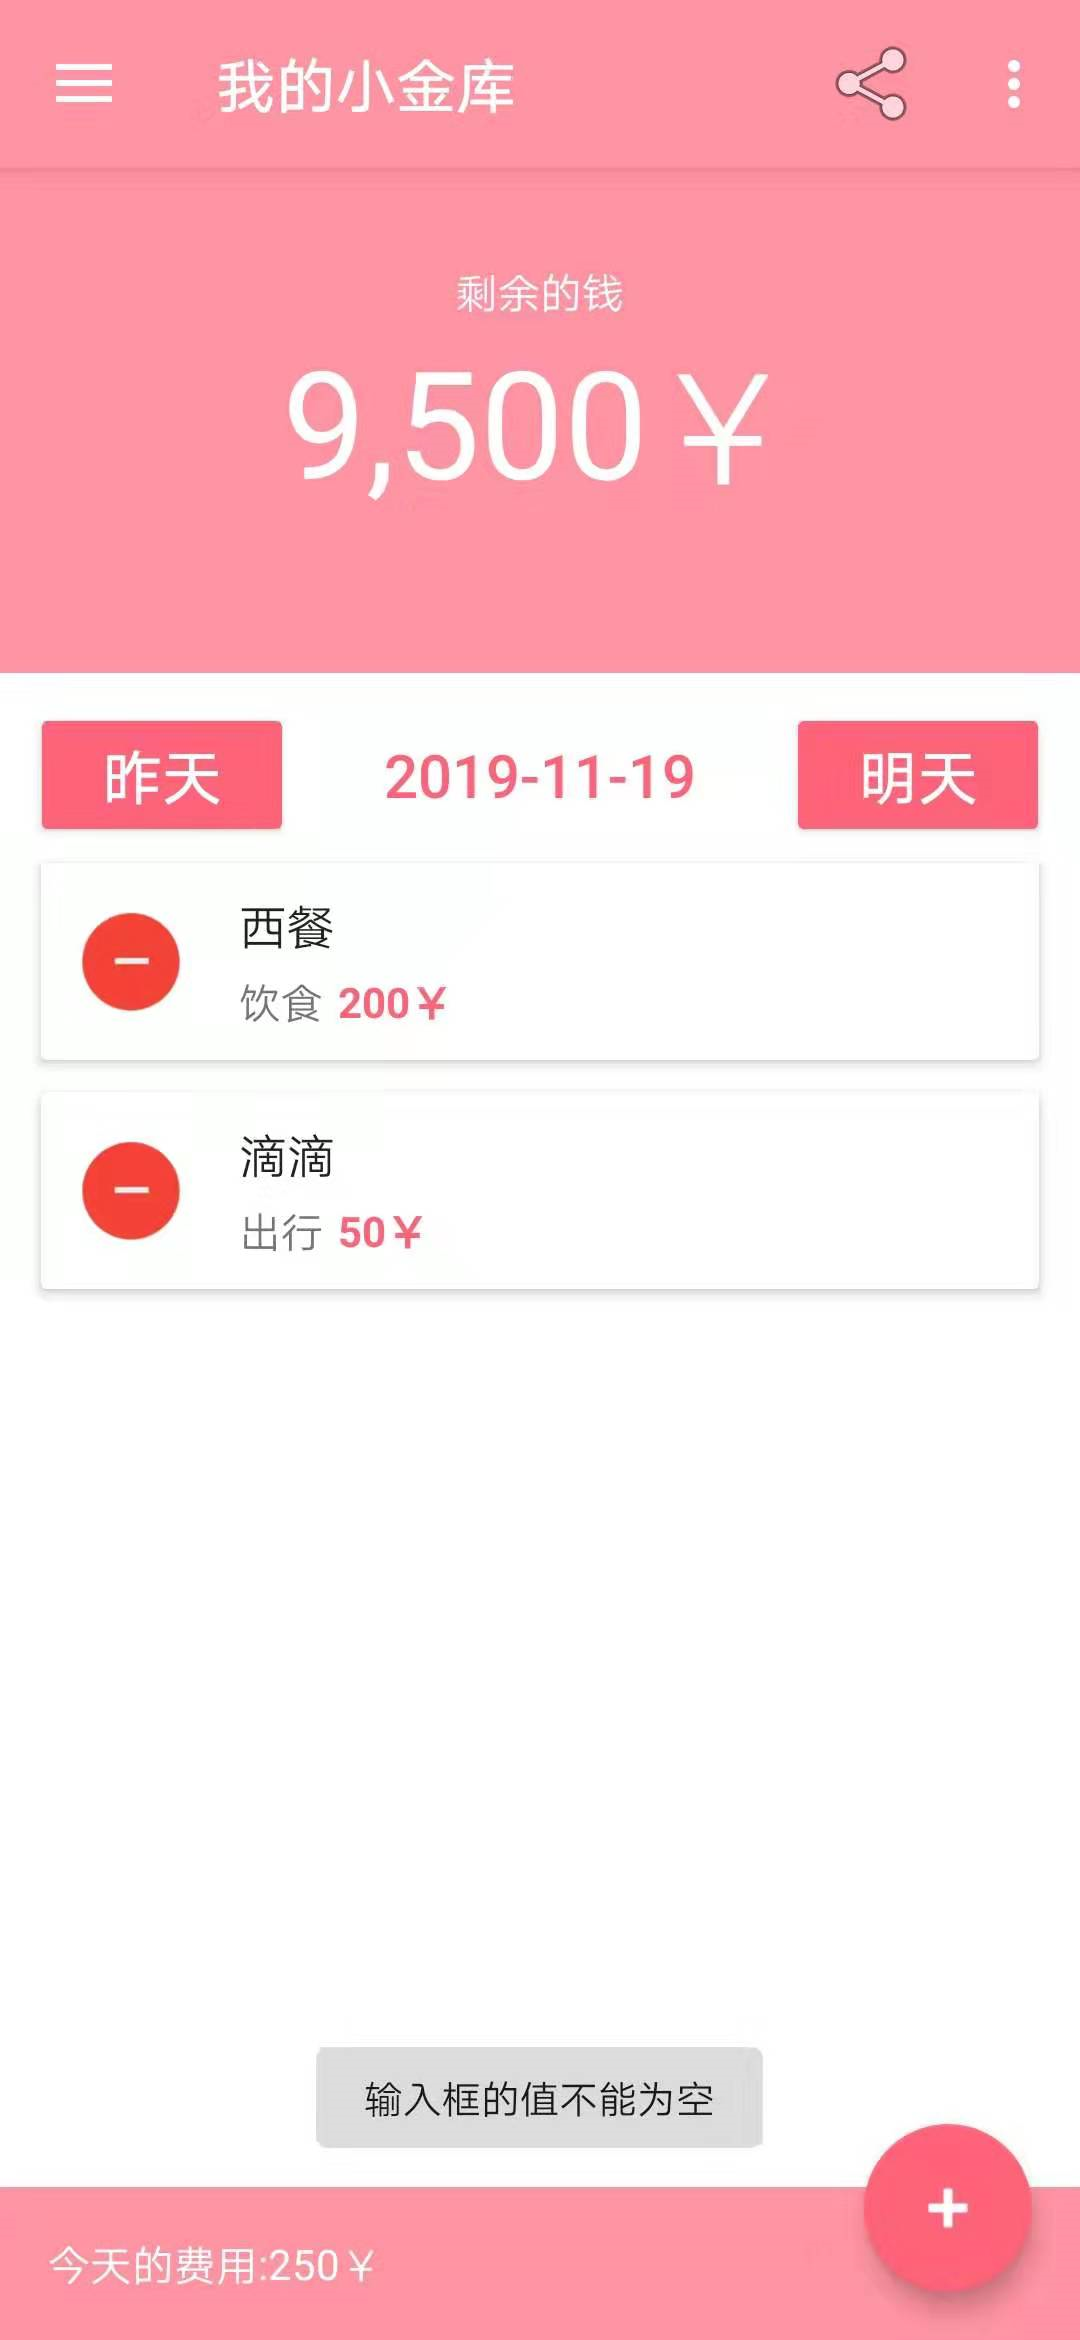 我的小金库
剩余的钱
9,500￥
昨天
2019-11-19
明天
西餐
饮食 200￥
滴滴
出行 50￥
输入框的值不能为空
今天的费用:250￥